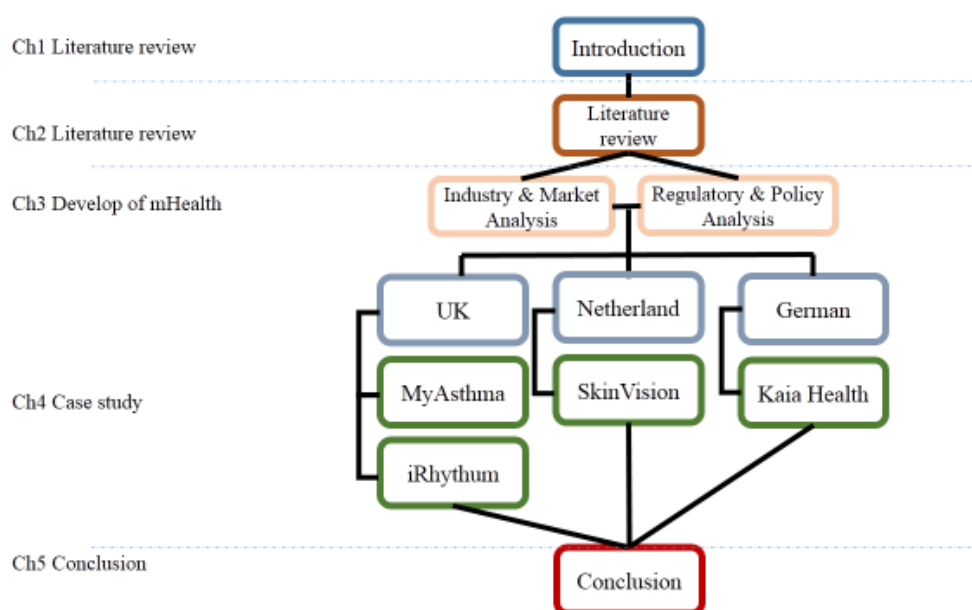 Ch1 Literature review
Introduction
Ch2 Literature review
Literature
review
Ch3 Develop of mHealth
Industry & Market
Analysis
Regulatory & Policy
Analysis
UK
Netherland
German
Ch4 Case study
MyAsthma
SkinVision
Kaia Health
iRhythum
Ch5 Conclusion
Conclusion